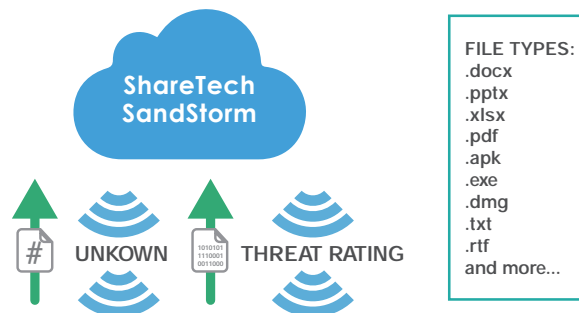 ShareTech
SandStorm
#
UNKOWN
1010101
1110001
0011000
THREAT RATING
FILE TYPES:
.docx
.pptx
.xlsx
.pdf
.apk
.exe
.dmg
.txt
.rtf
and more...